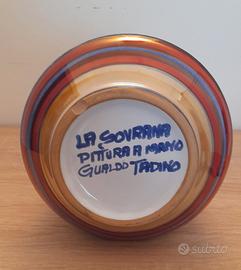 LA SOVRANA
PITTURA A MANO
GUALDO TADINO
subito